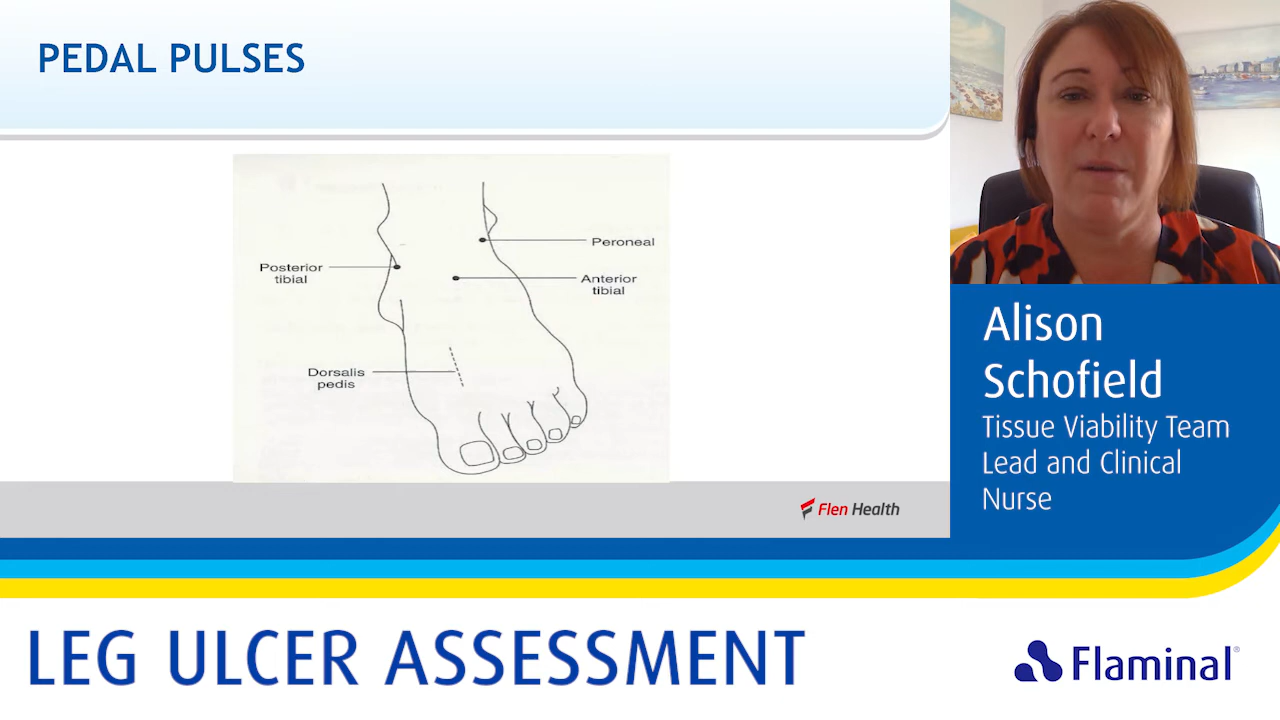 PEDAL PULSES
Peroneal
Posterior
tibial
Anterior
tibial
Dorsalis
pedis
Flen Health
Alison
Schofield
Tissue Viability Team
Lead and Clinical
Nurse
LEG ULCER ASSESSMENT
Flaminal®